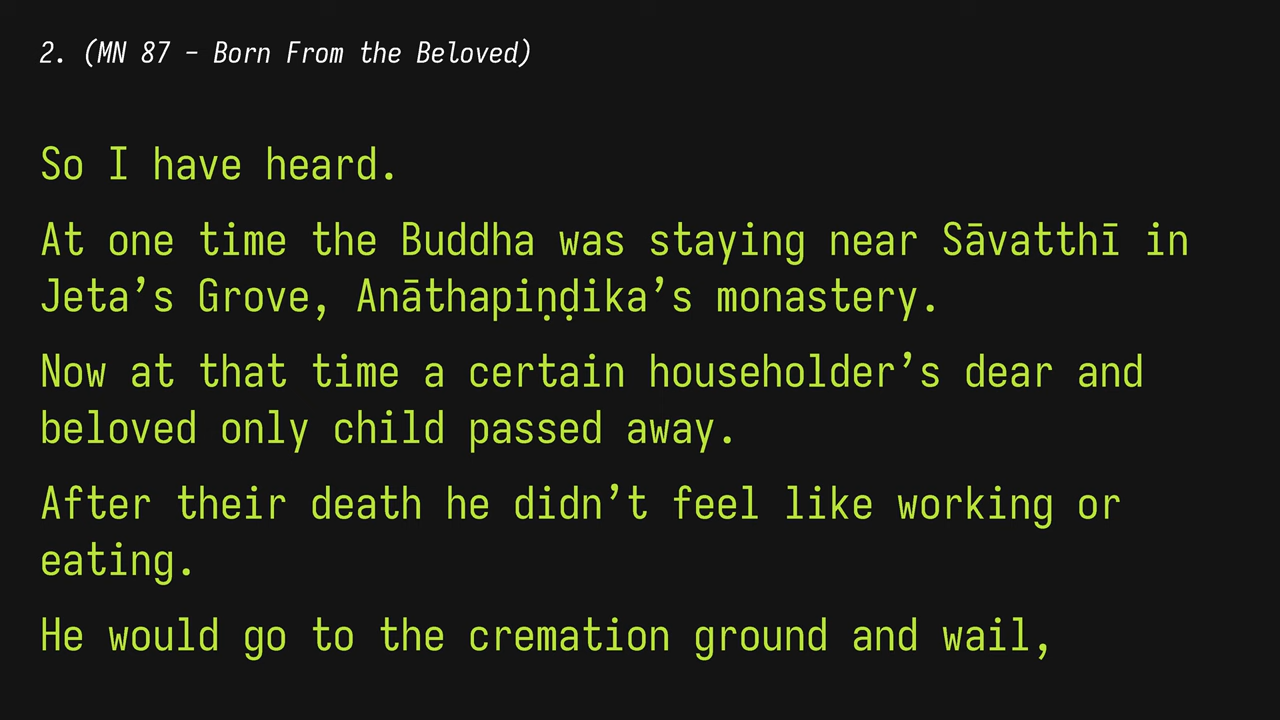 2. (MN 87 – Born From the Beloved)
So I have heard.
At one time the Buddha was staying near Sāvatthī in
Jeta’s Grove, Anāthapiṇḍika’s monastery.
Now at that time a certain householder’s dear and
beloved only child passed away.
After their death he didn’t feel like working or
eating.
He would go to the cremation ground and wail,